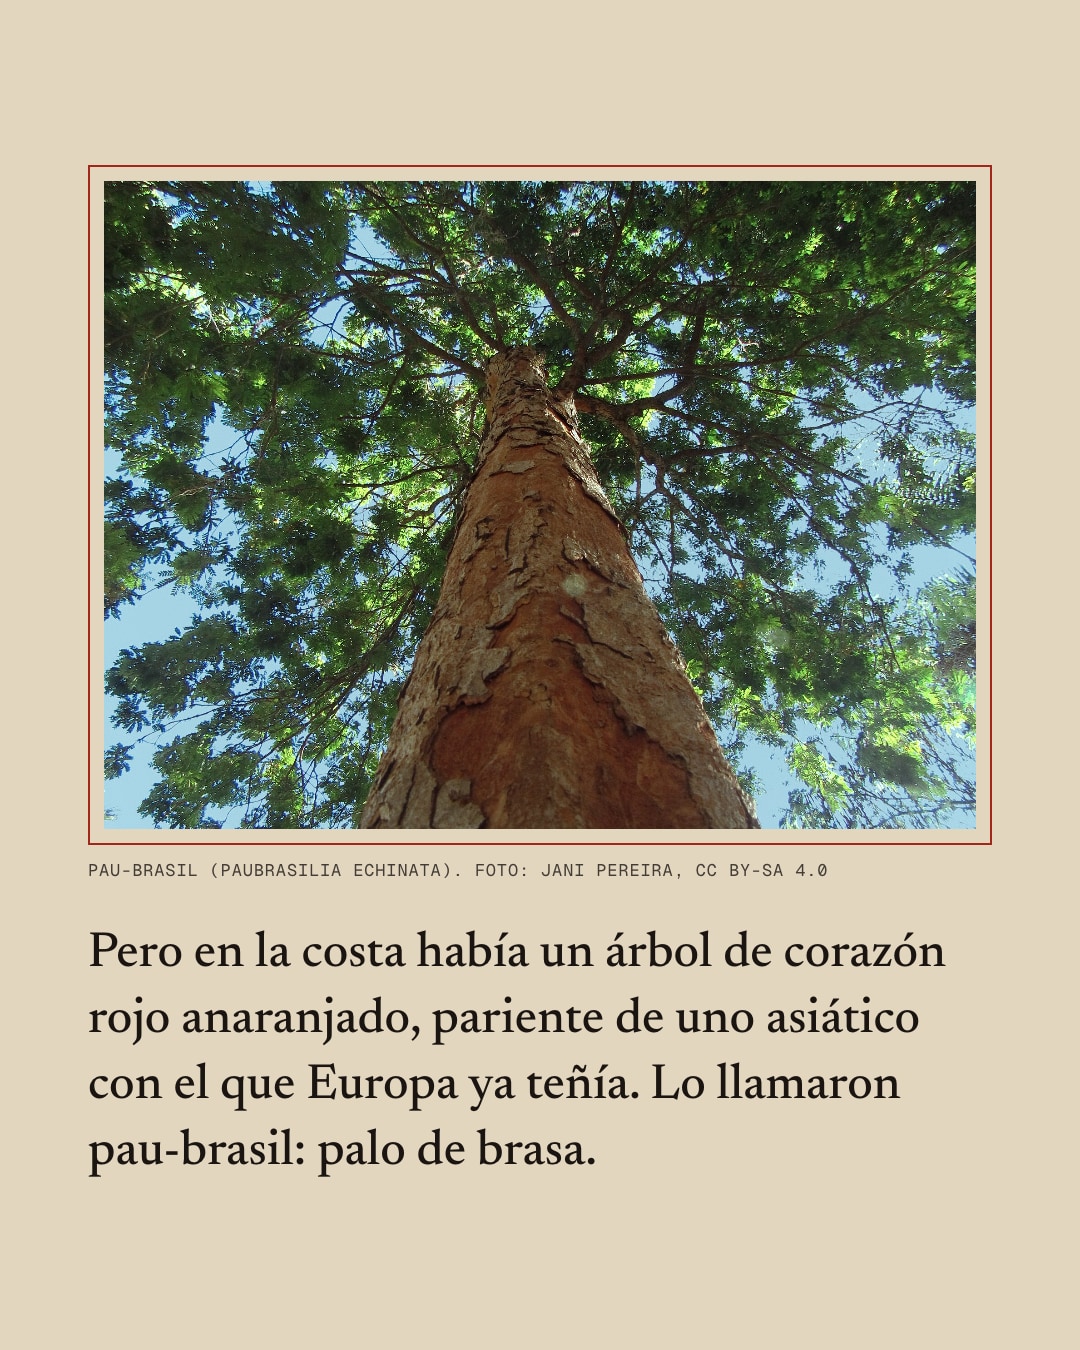 PAU-BRASIL (PAUBRASILIA ECHINATA). FOTO: JANI PEREIRA, CC BY-SA 4.0
Pero en la costa había un árbol de corazón
rojo anaranjado, pariente de uno asiático
con el que Europa ya teñía. Lo llamaron
pau-brasil: palo de brasa.